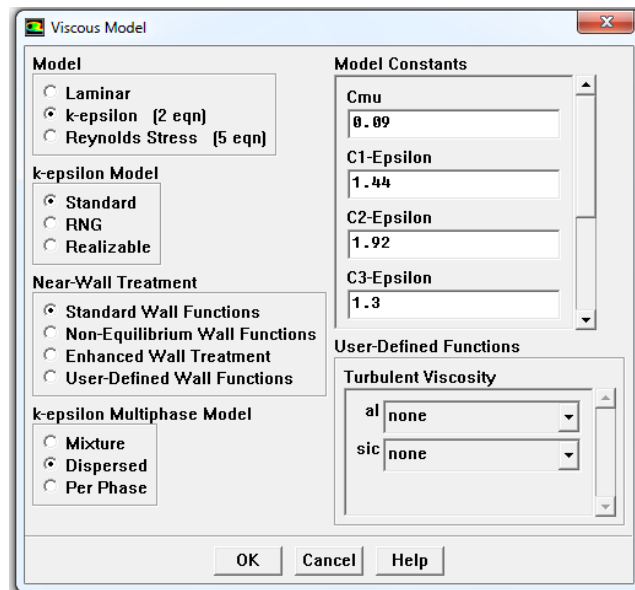 Viscous Model
Model
Laminar
k-epsilon (2 eqn)
Reynolds Stress (5 eqn)
k-epsilon Model
Standard
RNG
Realizable
Near-Wall Treatment
Standard Wall Functions
Non-Equilibrium Wall Functions
Enhanced Wall Treatment
User-Defined Wall Functions
k-epsilon Multiphase Model
Mixture
Dispersed
Per Phase
Model Constants
Cmu
0.09
C1-Epsilon
1.44
C2-Epsilon
1.92
C3-Epsilon
1.3
User-Defined Functions
Turbulent Viscosity
al none
sic none
OK Cancel Help